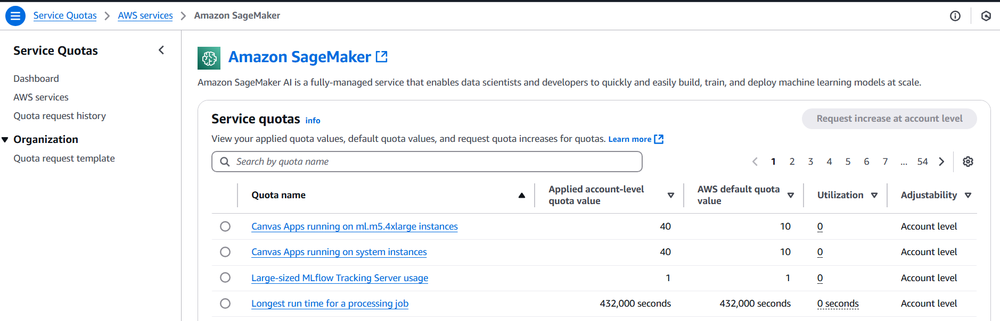 Service Quotas > AWS services > Amazon SageMaker
Service Quotas
Dashboard
AWS services
Quota request history
Organization
Quota request template
Amazon SageMaker
Amazon SageMaker AI is a fully-managed service that enables data scientists and developers to quickly and easily build, train, and deploy machine learning models at scale.
Service quotas info
Request increase at account level
View your applied quota values, default quota values, and request quota increases for quotas. Learn more
Search by quota name
1 2 3 4 5 6 7 ... 54
Quota name
Applied account-level
quota value
AWS default quota
value
Utilization
Adjustability
Canvas Apps running on ml.m5.4xlarge instances 40 10 0 Account level
Canvas Apps running on system instances 40 10 0 Account level
Large-sized MLflow Tracking Server usage 1 1 0 Account level
Longest run time for a processing job 432,000 seconds 432,000 seconds 0 seconds Account level